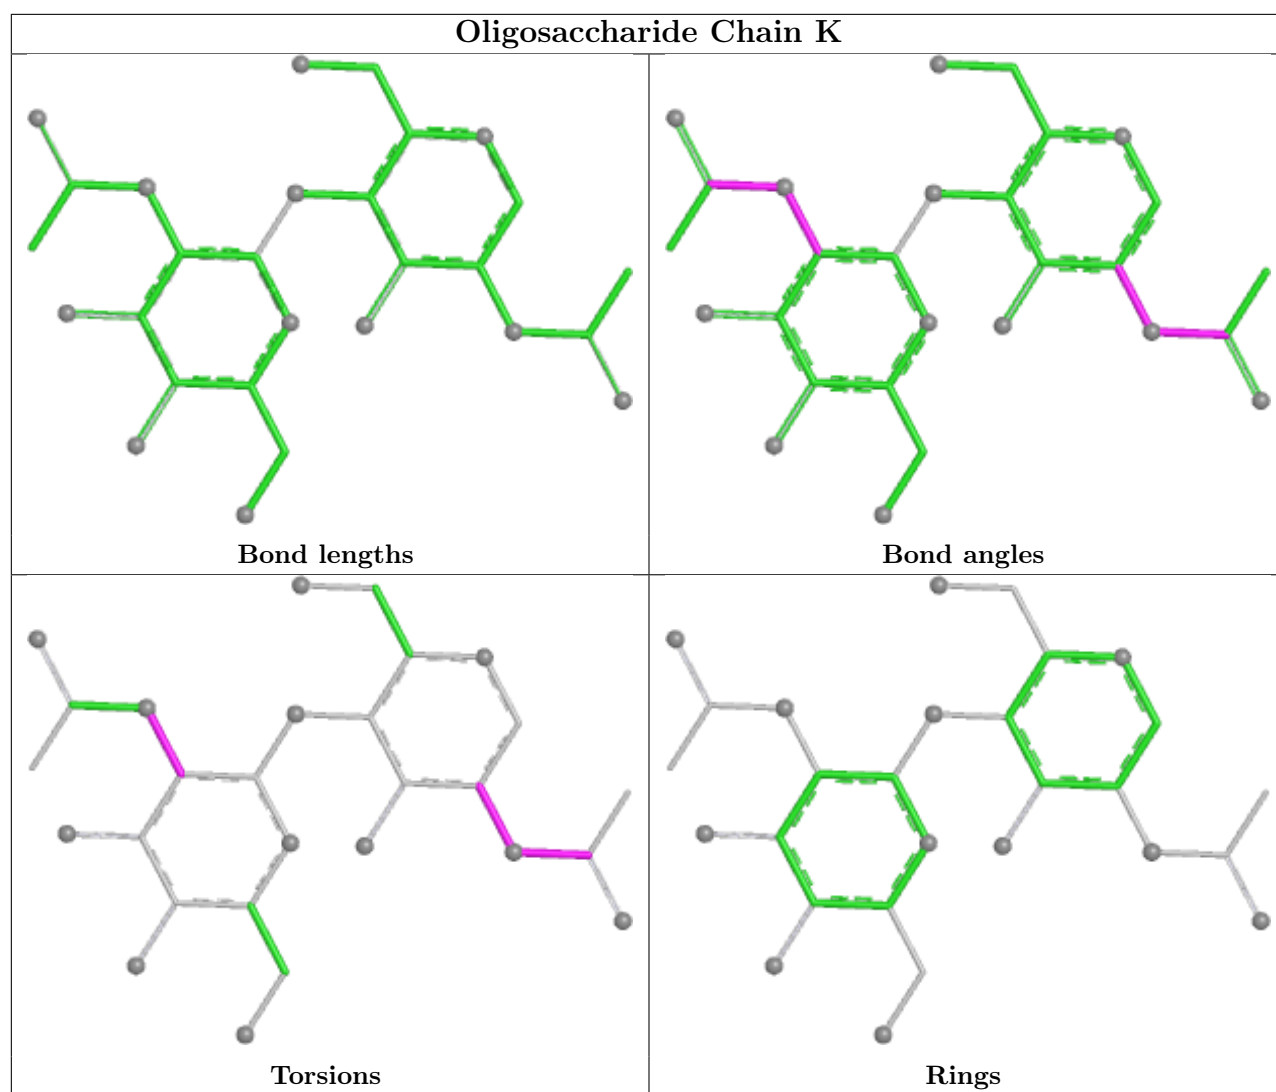 Oligosaccharide Chain K
Bond lengths
Bond angles
Torsions
Rings